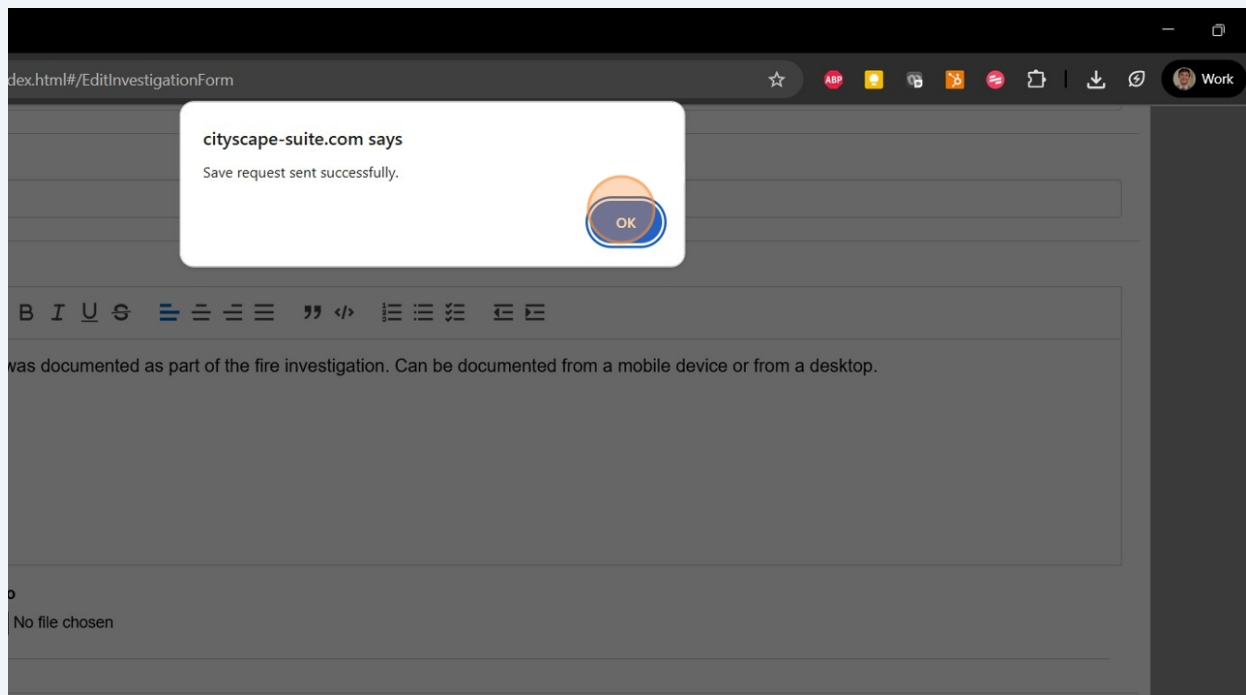 dex.html#/EditInvestigationForm
ABP
Work
cityscape-suite.com says
Save request sent successfully.
OK
B I U S
was documented as part of the fire investigation. Can be documented from a mobile device or from a desktop.
o
No file chosen